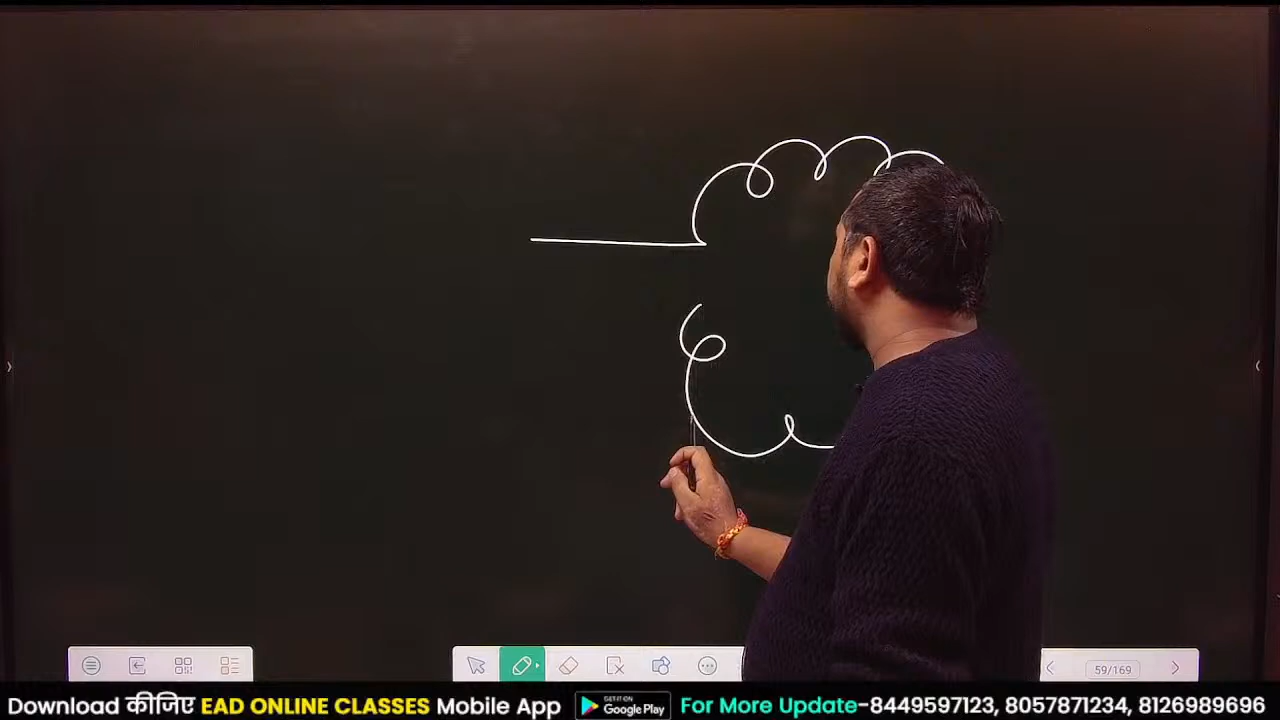 59/169
Download कीजिए EAD ONLINE CLASSES Mobile App GET IT ON Google Play For More Update-8449597123, 8057871234, 8126989696